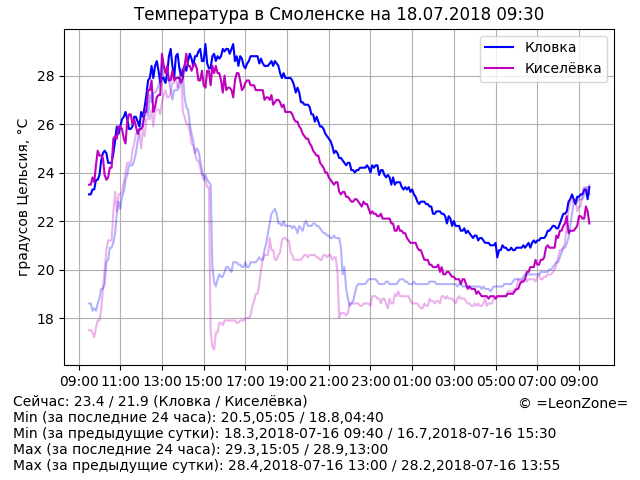 Температура в Смоленске на 18.07.2018 09:30
Кловка
Киселёвка
градусов Цельсия, °C
28
26
24
22
20
18
09:00 11:00 13:00 15:00 17:00 19:00 21:00 23:00 01:00 03:00 05:00 07:00 09:00
Сейчас: 23.4 / 21.9 (Кловка / Киселёвка)
© =LeonZone=
Min (за последние 24 часа): 20.5,05:05 / 18.8,04:40
Min (за предыдущие сутки): 18.3,2018-07-16 09:40 / 16.7,2018-07-16 15:30
Max (за последние 24 часа): 29.3,15:05 / 28.9,13:00
Max (за предыдущие сутки): 28.4,2018-07-16 13:00 / 28.2,2018-07-16 13:55